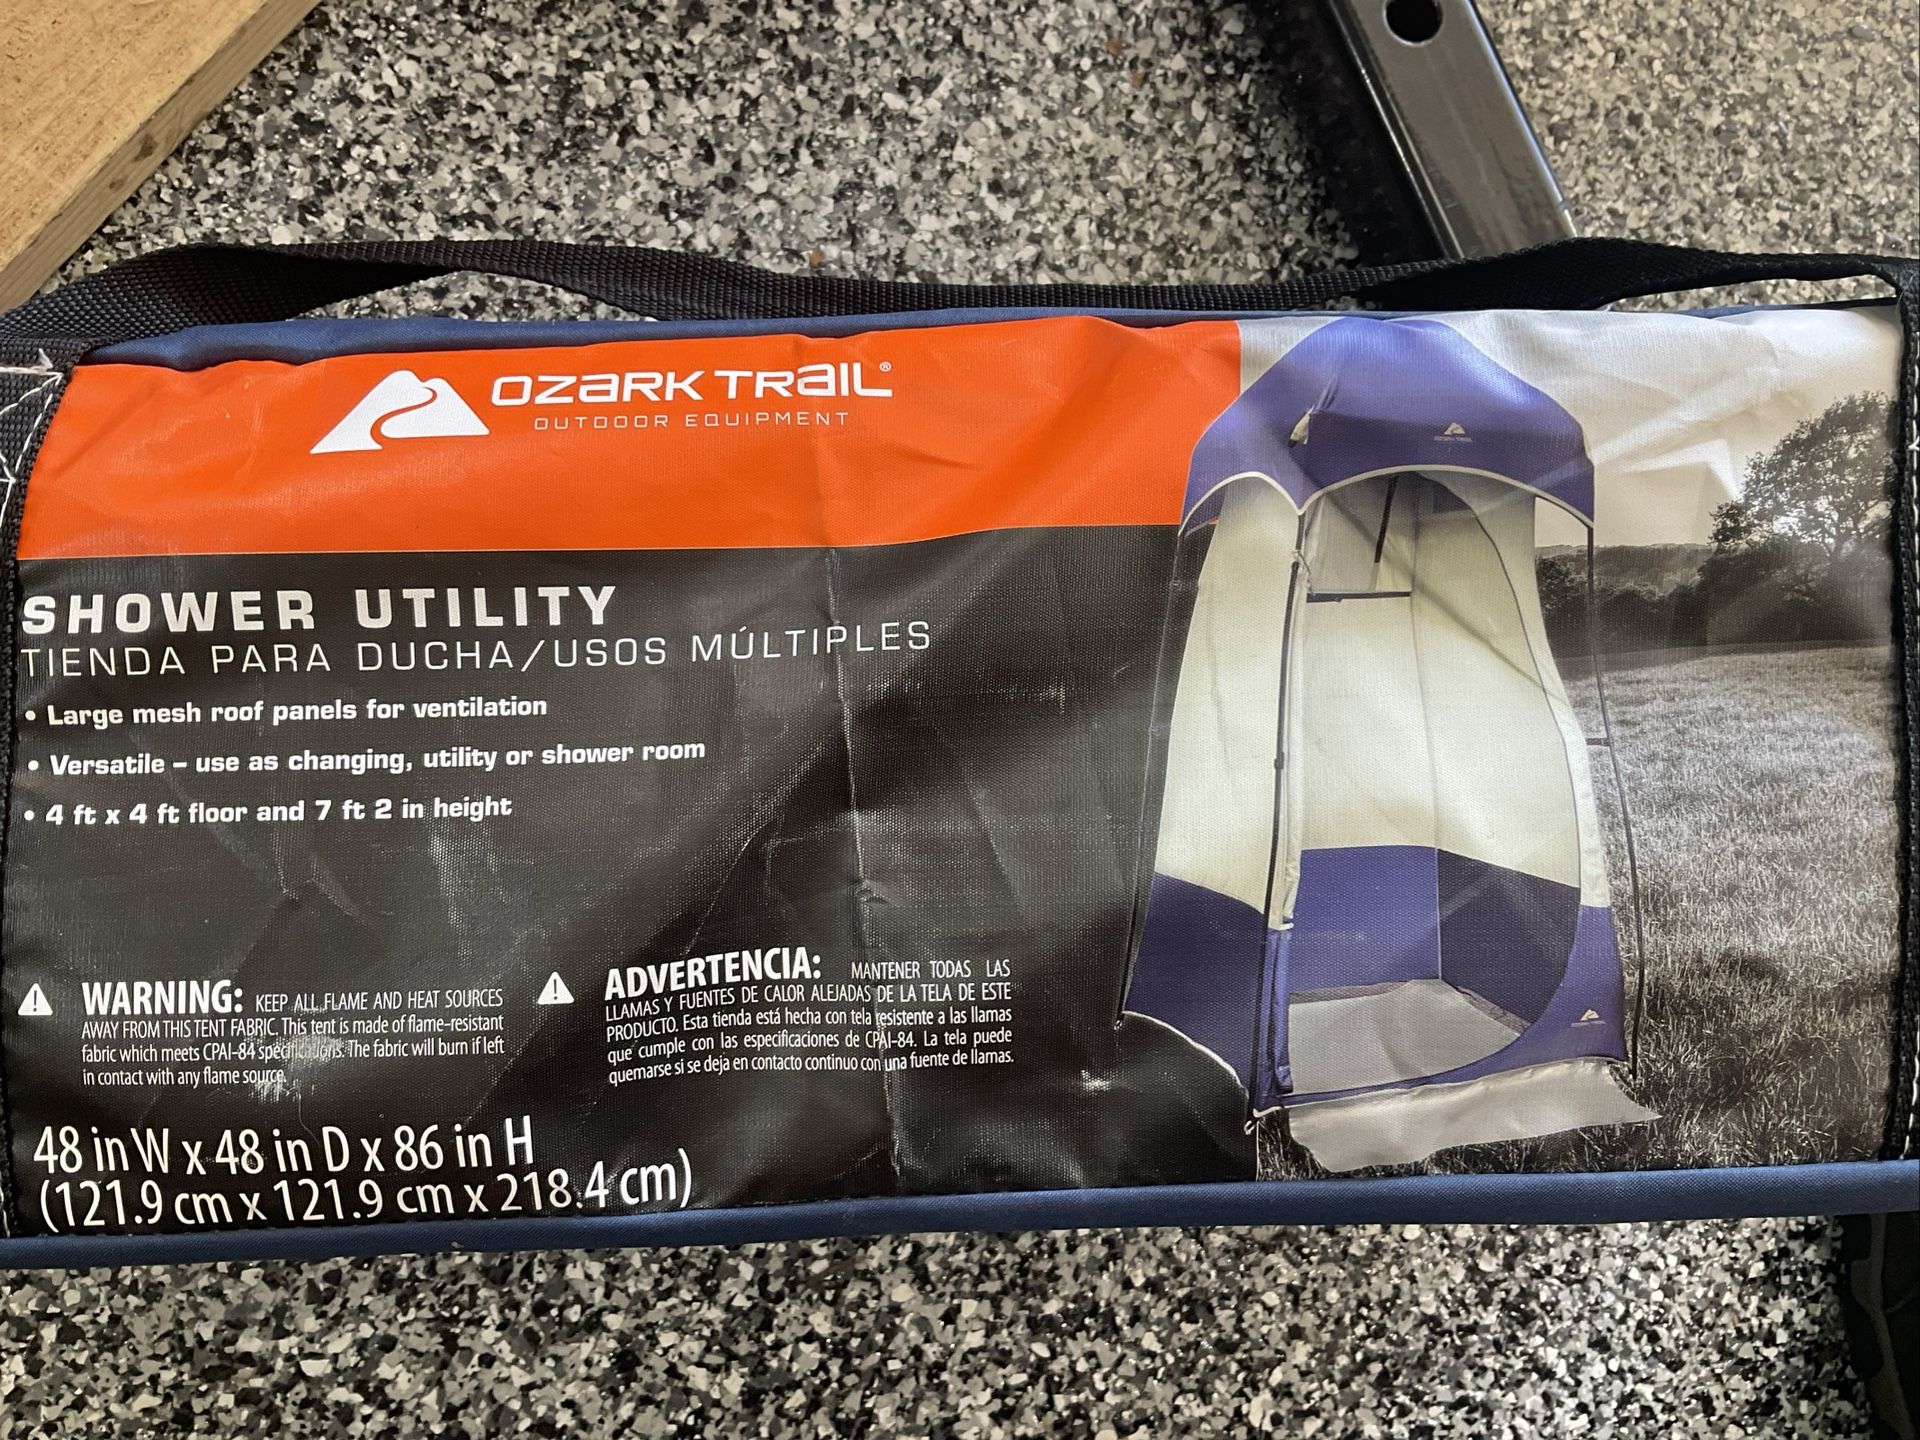 OZARK TRAIL®
OUTDOOR EQUIPMENT
SHOWER UTILITY
TIENDA PARA DUCHA/USOS MÚLTIPLES
• Large mesh roof panels for ventilation
• Versatile – use as changing, utility or shower room
• 4 ft x 4 ft floor and 7 ft 2 in height
WARNING: KEEP ALL FLAME AND HEAT SOURCES
AWAY FROM THIS TENT FABRIC. This tent is made of flame-resistant
fabric which meets CPAI-84 specifications. The fabric will burn if left
in contact with any flame source.
ADVERTENCIA: MANTENER TODAS LAS
LLAMAS Y FUENTES DE CALOR ALEJADAS DE LA TELA DE ESTE
PRODUCTO. Esta tienda está hecha con tela resistente a las llamas
que cumple con las especificaciones de CPAI-84. La tela puede
quemarse si se deja en contacto continuo con una fuente de llamas.
48 in W x 48 in D x 86 in H
(121.9 cm x 121.9 cm x 218.4 cm)
OZARK TRAIL
OZARK TRAIL